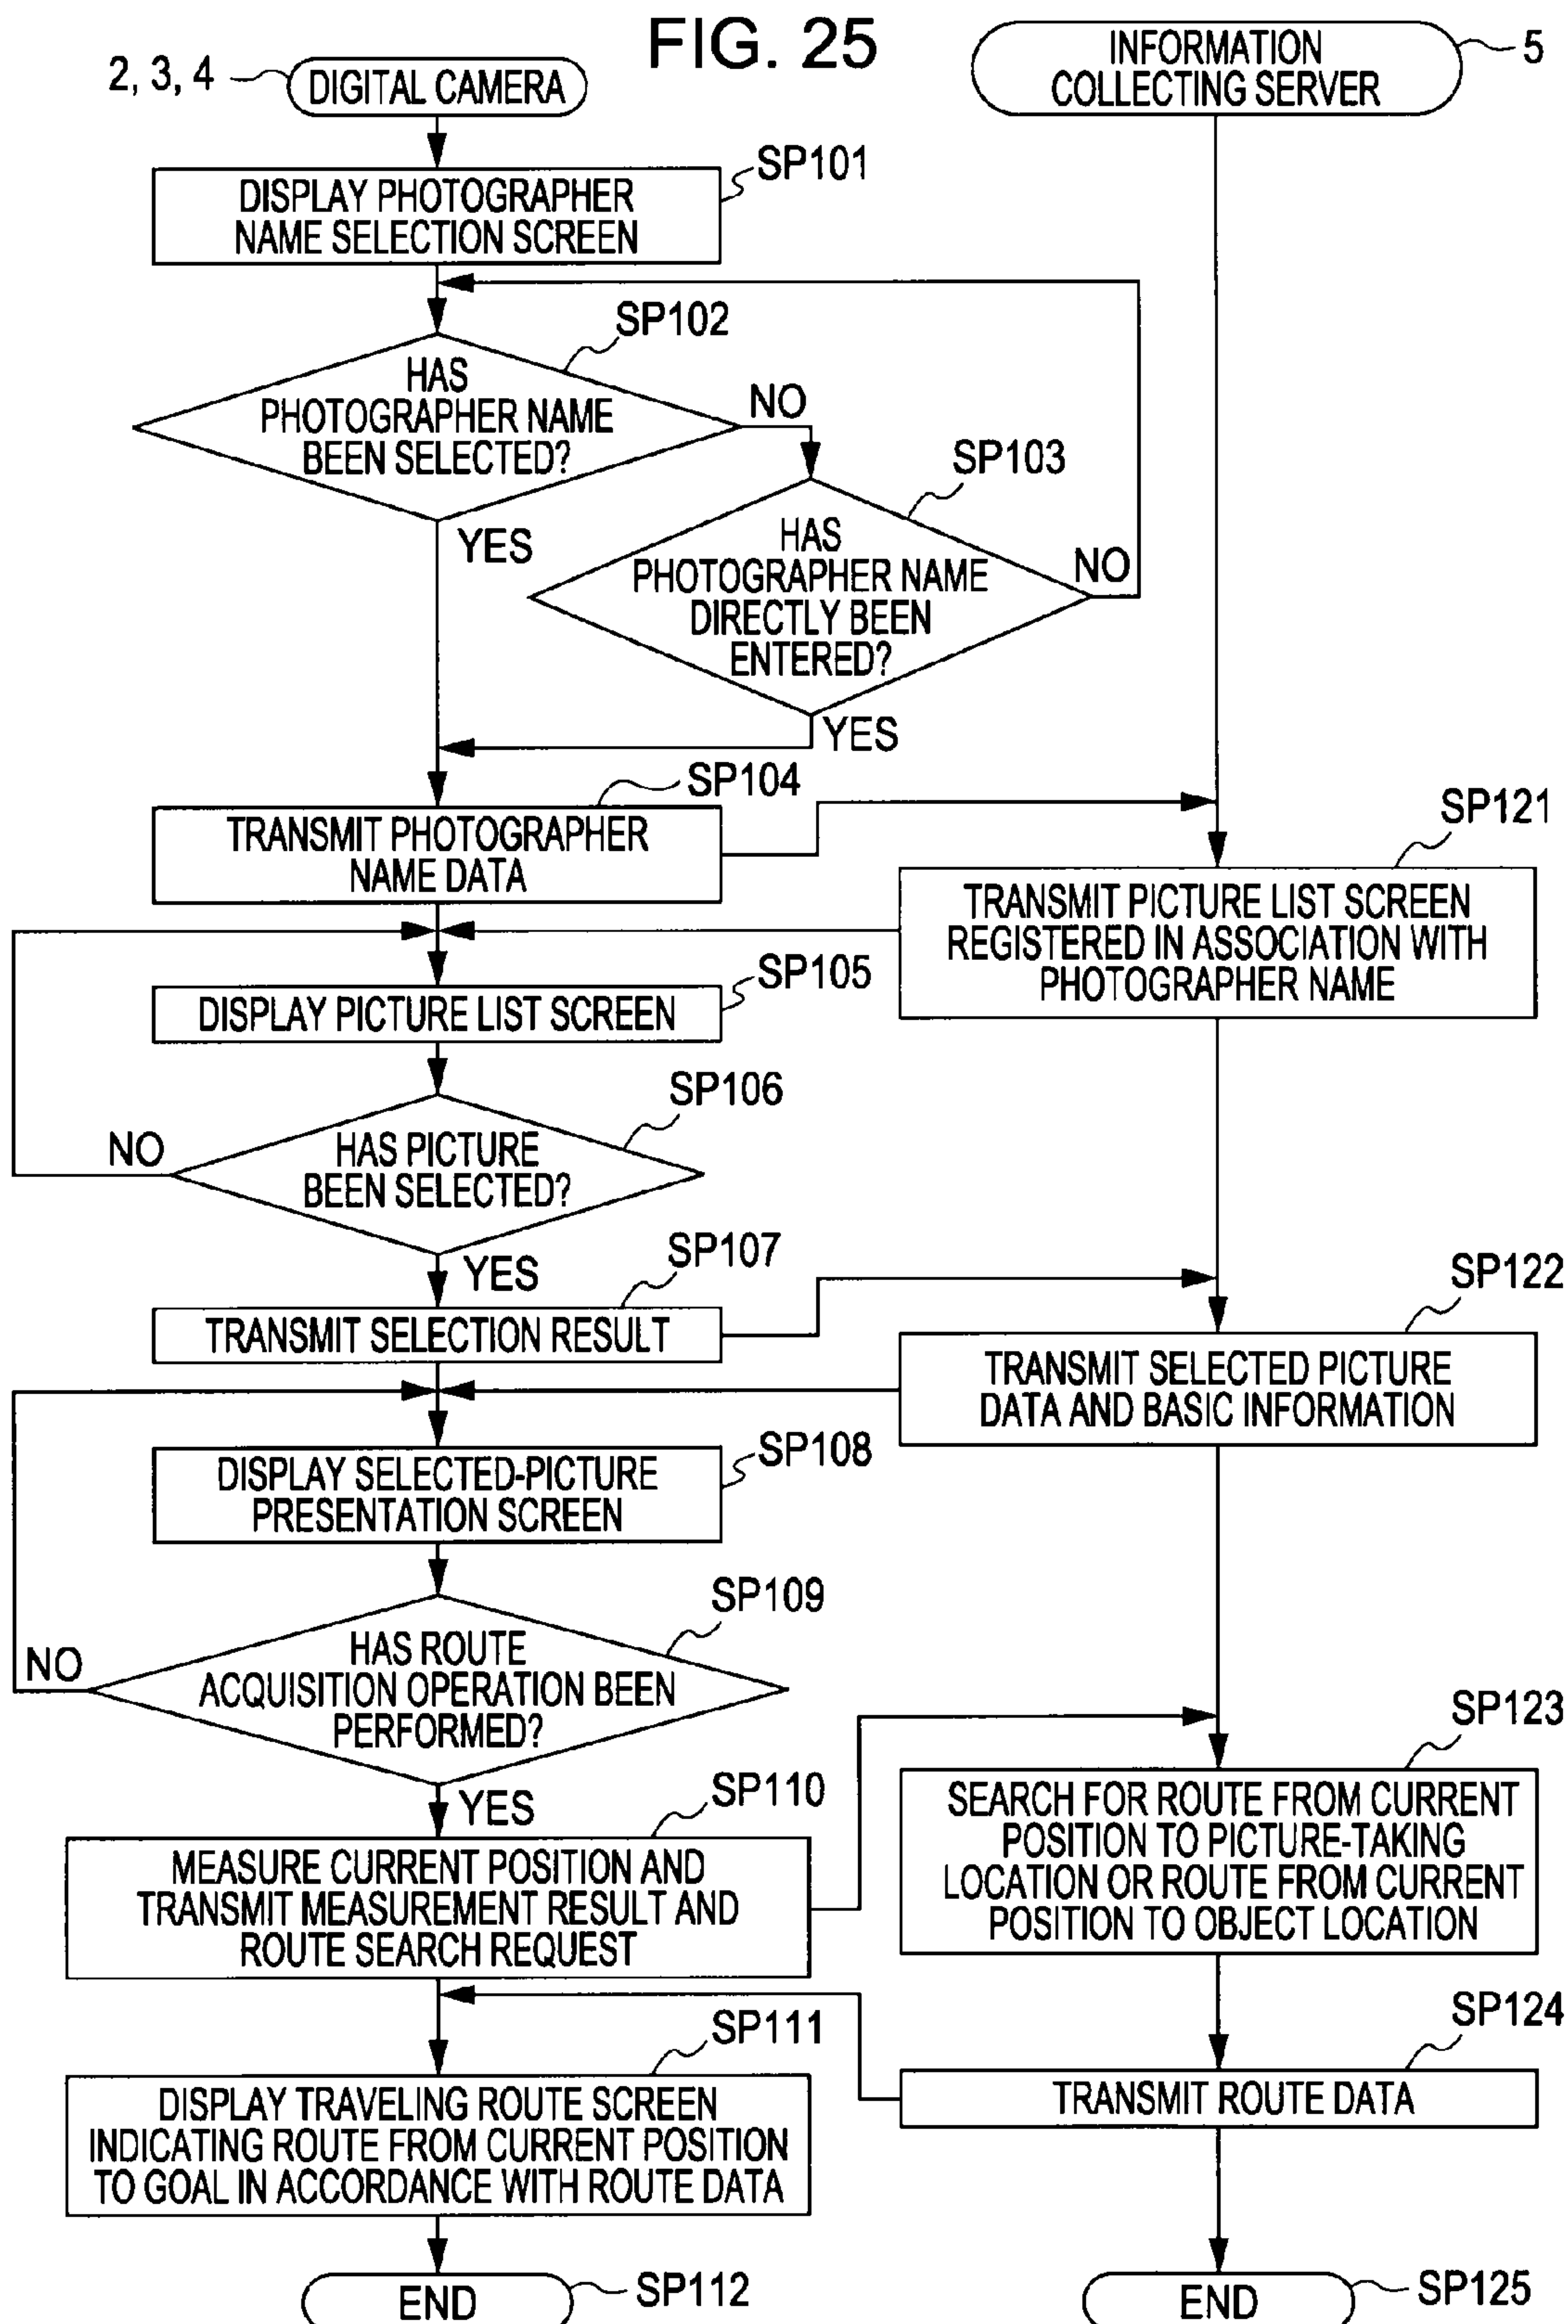 FIG. 25
2, 3, 4
DIGITAL CAMERA
INFORMATION
COLLECTING SERVER
5
SP101
DISPLAY PHOTOGRAPHER
NAME SELECTION SCREEN
SP102
HAS
PHOTOGRAPHER NAME
BEEN SELECTED?
NO
YES
SP103
HAS
PHOTOGRAPHER NAME
DIRECTLY BEEN
ENTERED?
NO
YES
SP104
TRANSMIT PHOTOGRAPHER
NAME DATA
SP121
TRANSMIT PICTURE LIST SCREEN
REGISTERED IN ASSOCIATION WITH
PHOTOGRAPHER NAME
SP105
DISPLAY PICTURE LIST SCREEN
SP106
HAS PICTURE
BEEN SELECTED?
NO
YES
SP107
TRANSMIT SELECTION RESULT
SP122
TRANSMIT SELECTED PICTURE
DATA AND BASIC INFORMATION
SP108
DISPLAY SELECTED-PICTURE
PRESENTATION SCREEN
SP109
HAS ROUTE
ACQUISITION OPERATION BEEN
PERFORMED?
NO
YES
SP110
MEASURE CURRENT POSITION AND
TRANSMIT MEASUREMENT RESULT AND
ROUTE SEARCH REQUEST
SP123
SEARCH FOR ROUTE FROM CURRENT
POSITION TO PICTURE-TAKING
LOCATION OR ROUTE FROM CURRENT
POSITION TO OBJECT LOCATION
SP124
TRANSMIT ROUTE DATA
SP111
DISPLAY TRAVELING ROUTE SCREEN
INDICATING ROUTE FROM CURRENT POSITION
TO GOAL IN ACCORDANCE WITH ROUTE DATA
END
SP112
END
SP125